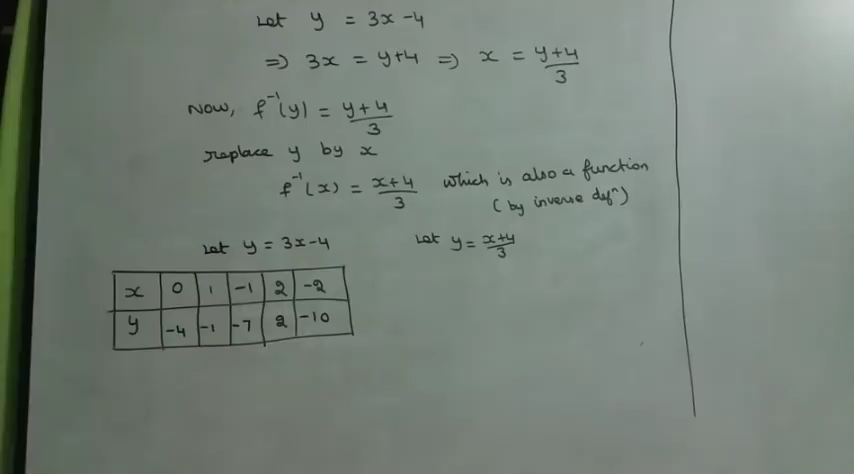 Let y = 3x-4
⇒ 3x = y+4 ⇒ x = y+4/3
Now, f⁻¹(y) = y+4/3
replace y by x
f⁻¹(x) = x+4/3 which is also a function
(by inverse defⁿ)
Let y = 3x-4 Let y = x+4/3
x 0 1 -1 2 -2
y -4 -1 -7 2 -10